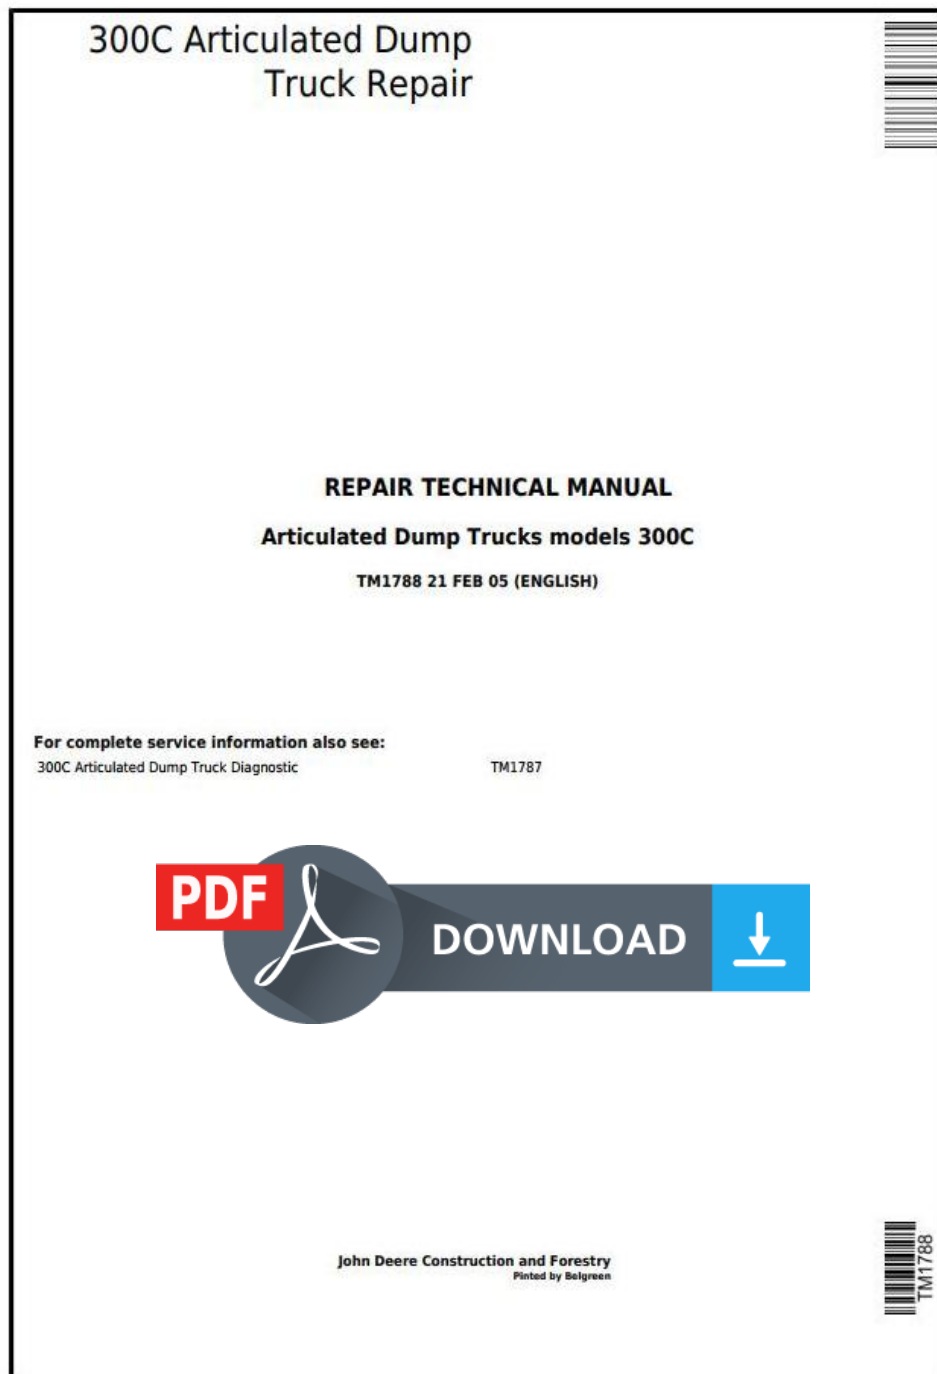 300C Articulated Dump
Truck Repair
REPAIR TECHNICAL MANUAL
Articulated Dump Trucks models 300C
TM1788 21 FEB 05 (ENGLISH)
For complete service information also see:
300C Articulated Dump Truck Diagnostic TM1787
PDF
DOWNLOAD
John Deere Construction and Forestry
Pinted by Belgreen
TM1788